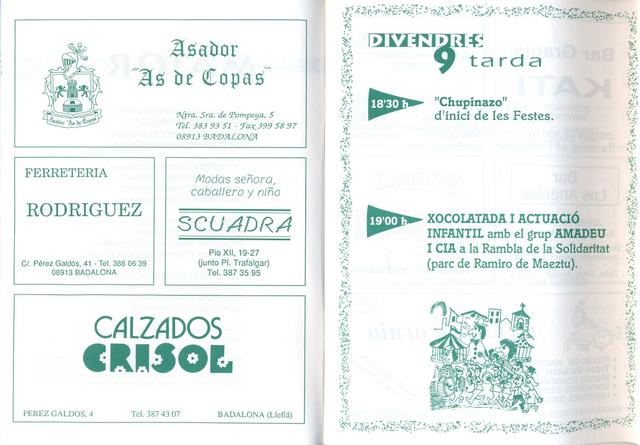 Asador
"As de Copas"
Asador "As de Copas"
Ntra. Sra. de Pompeya, 5
Tel. 383 93 51 - Fax 399 58 97
08913 BADALONA
FERRETERIA
RODRIGUEZ
C/. Pérez Galdós, 41 - Tel. 388 06 39
08913 BADALONA
Modas señora,
caballero y niño
SCUADRA
Pio XII, 19-27
(junto Pl. Trafalgar)
Tel. 387 35 95
CALZADOS
CRISOL
PEREZ GALDOS, 4 Tel. 387 43 07 BADALONA (Llefiá)
DIVENDRES
9 tarda
18'30 h. "Chupinazo"
d'inici de les Festes.
19'00 h. XOCOLATADA I ACTUACIÓ
INFANTIL amb el grup AMADEU
I CIA a la Rambla de la Solidaritat
(parc de Ramiro de Maeztu).